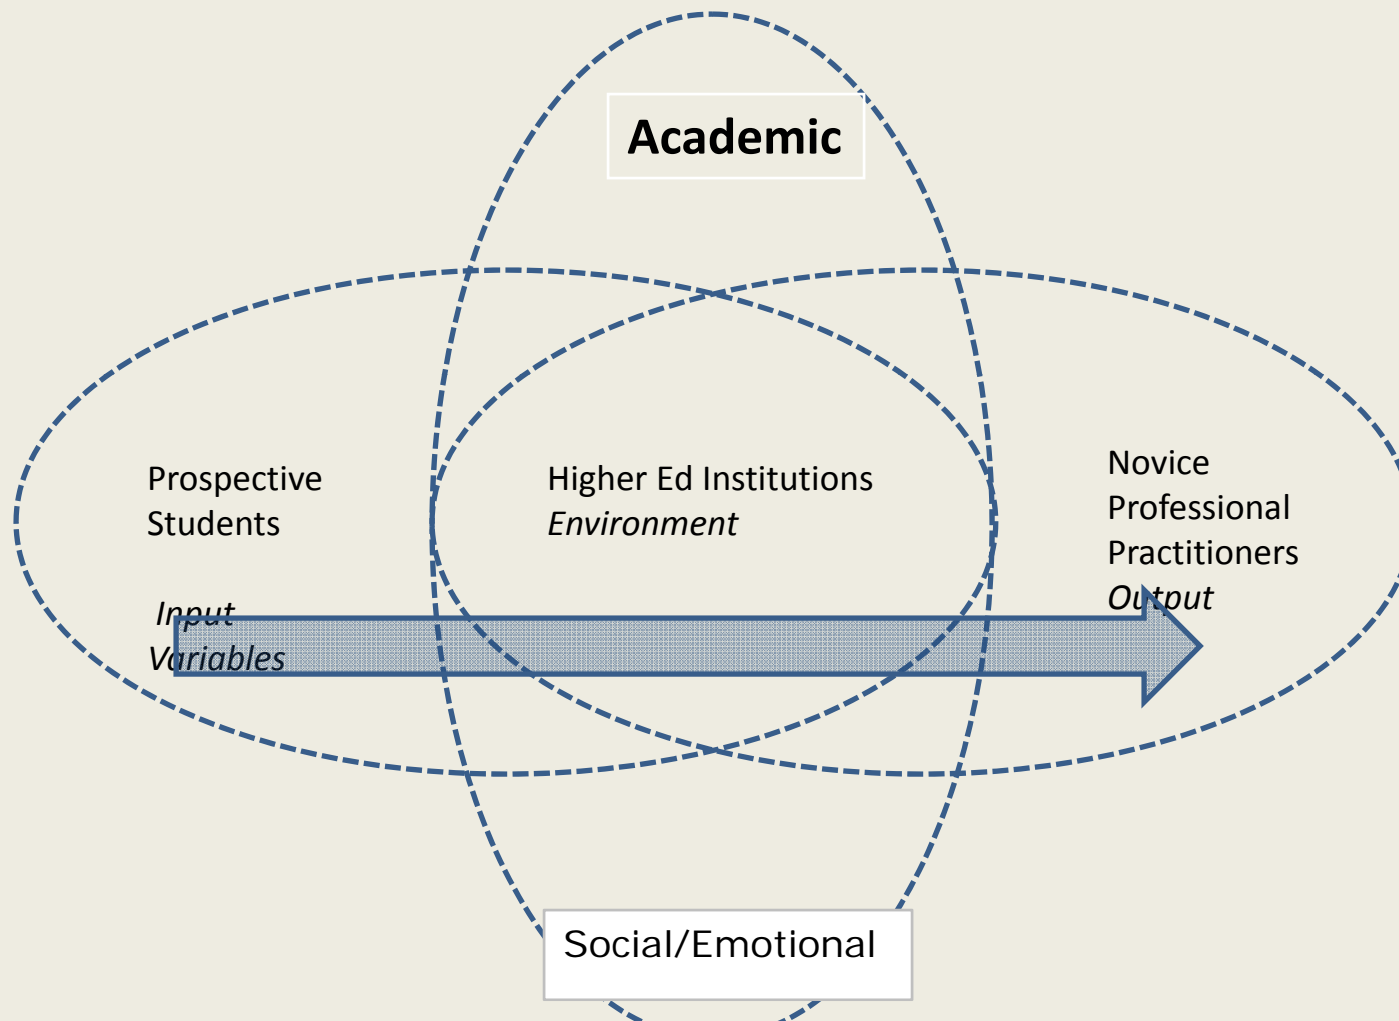 Academic
Prospective
Students
Input
Variables
Higher Ed Institutions
Environment
Novice
Professional
Practitioners
Output
Social/Emotional